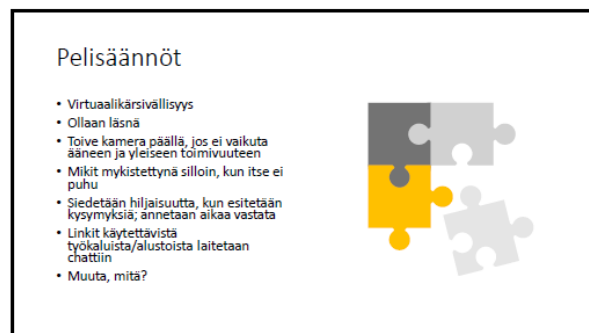 Pelisäännöt
• Virtuaalikärsivällisyys
• Ollaan läsnä
• Toive kamera päällä, jos ei vaikuta
ääneen ja yleiseen toimivuuteen
• Mikit mykistettynä silloin, kun itse ei
puhu
• Siedetään hiljaisuutta, kun esitetään
kysymyksiä; annetaan aikaa vastata
• Linkit käytettävistä
työkaluista/alustoista laitetaan
chattiin
• Muuta, mitä?